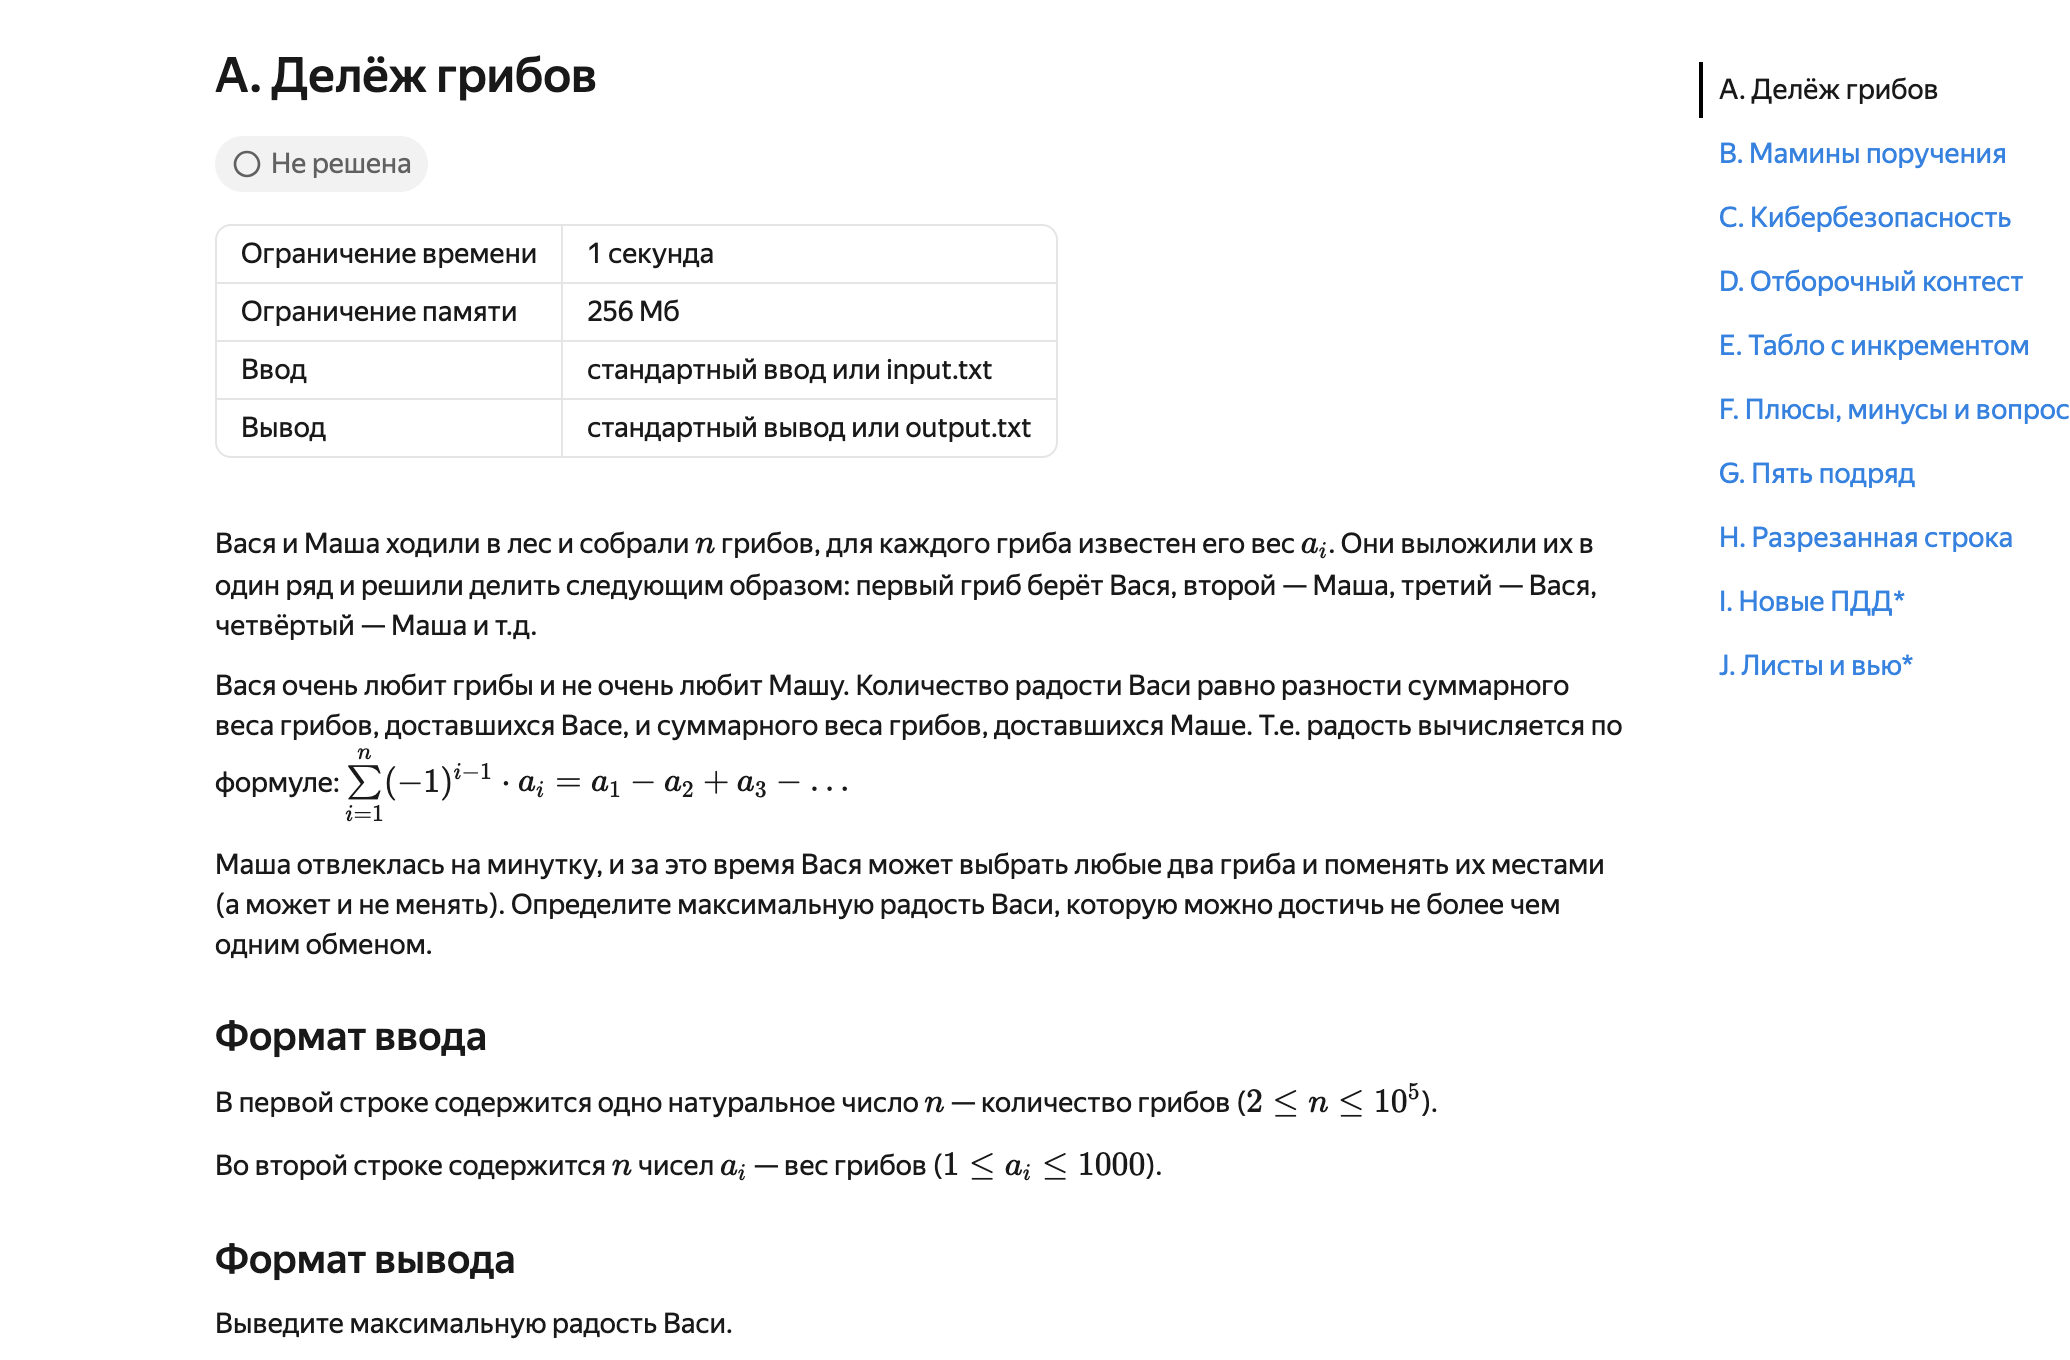 А. Делёж грибов
Не решена
Ограничение времени 1 секунда
Ограничение памяти 256 Мб
Ввод стандартный ввод или input.txt
Вывод стандартный вывод или output.txt
Вася и Маша ходили в лес и собрали n грибов, для каждого гриба известен его вес a_i. Они выложили их в
один ряд и решили делить следующим образом: первый гриб берёт Вася, второй — Маша, третий — Вася,
четвёртый — Маша и т.д.
Вася очень любит грибы и не очень любит Машу. Количество радости Васи равно разности суммарного
веса грибов, доставшихся Васе, и суммарного веса грибов, доставшихся Маше. Т.е. радость вычисляется по
формуле: \sum_{i=1}^{n} (-1)^{i-1} \cdot a_i = a_1 - a_2 + a_3 - \dots
Маша отвлеклась на минутку, и за это время Вася может выбрать любые два гриба и поменять их местами
(а может и не менять). Определите максимальную радость Васи, которую можно достичь не более чем
одним обменом.
Формат ввода
В первой строке содержится одно натуральное число n — количество грибов (2 ≤ n ≤ 10^5).
Во второй строке содержится n чисел a_i — вес грибов (1 ≤ a_i ≤ 1000).
Формат вывода
Выведите максимальную радость Васи.
A. Делёж грибов
B. Мамины поручения
C. Кибербезопасность
D. Отборочный контест
E. Табло с инкрементом
F. Плюсы, минусы и вопрос
G. Пять подряд
H. Разрезанная строка
I. Новые ПДД*
J. Листы и вью*